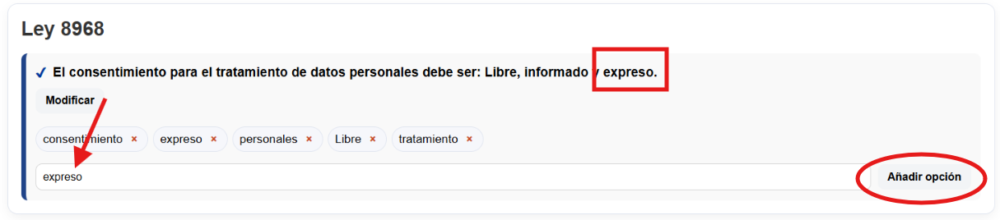 Ley 8968
✔ El consentimiento para el tratamiento de datos personales debe ser: Libre, informado y expreso.
Modificar
consentimiento × expreso × personales × Libre × tratamiento ×
expreso Añadir opción